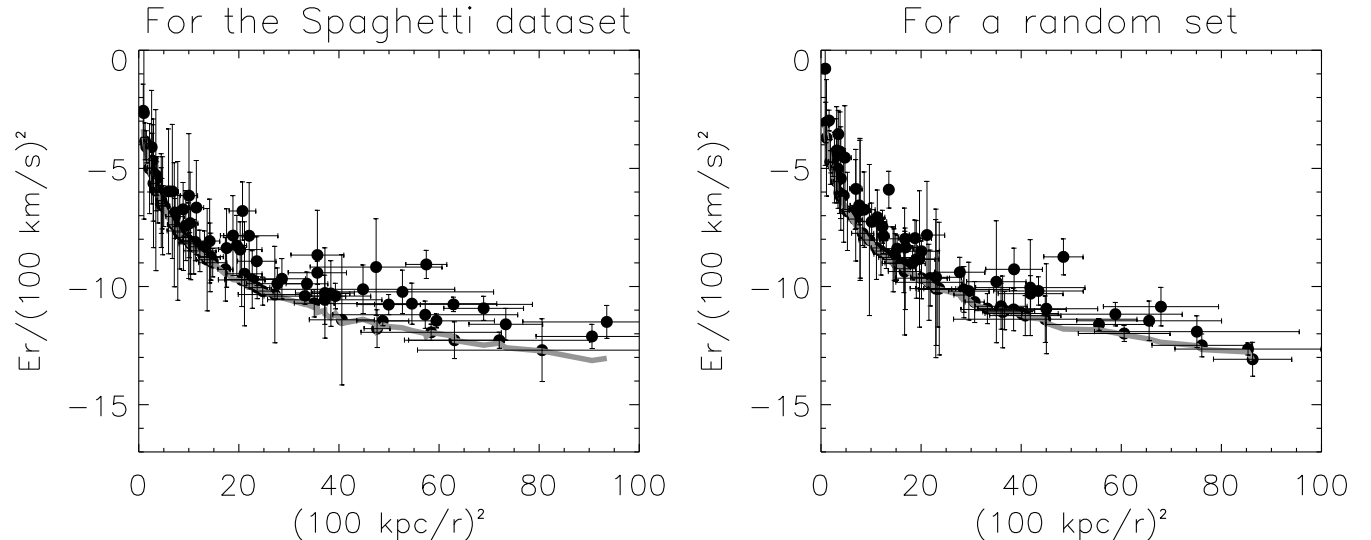 For the Spaghetti dataset
0
−5
−10
−15
Er/(100 km/s)²
0 20 40 60 80 100
(100 kpc/r)²
For a random set
0
−5
−10
−15
Er/(100 km/s)²
0 20 40 60 80 100
(100 kpc/r)²